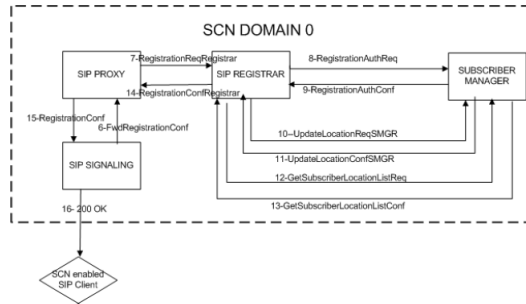 SCN DOMAIN 0
7-RegistrationReqRegistrar
8-RegistrationAuthReq
SIP PROXY
SIP REGISTRAR
SUBSCRIBER
MANAGER
14-RegistrationConfRegistrar
9-RegistrationAuthConf
15-RegistrationConf
6-FwdRegistrationConf
10--UpdateLocationReqSMGR
SIP SIGNALING
11-UpdateLocationConfSMGR
12-GetSubscriberLocationListReq
13-GetSubscriberLocationListConf
16- 200 OK
SCN enabled
SIP Client